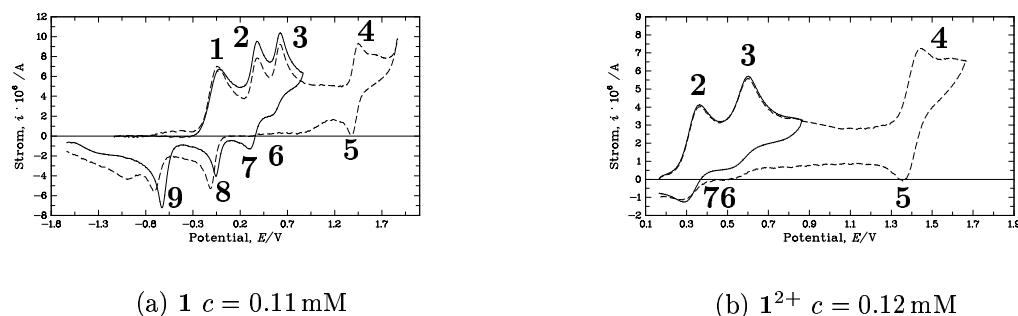 12
10
8
6
4
2
0
−2
−4
−6
−8
−1.8 −1.3 −0.8 −0.3 0.2 0.7 1.2 1.7
Strom, i · 10⁶ /A
Potential, E/V
1 2 3 4
5
6
7
8
9
(a) 1 c = 0.11 mM
9
8
7
6
5
4
3
2
1
0
−1
−2
0.1 0.3 0.5 0.7 0.9 1.1 1.3 1.5 1.7 1.9
Strom, i · 10⁶ /A
Potential, E/V
2 3 4
76 5
(b) 1²⁺ c = 0.12 mM